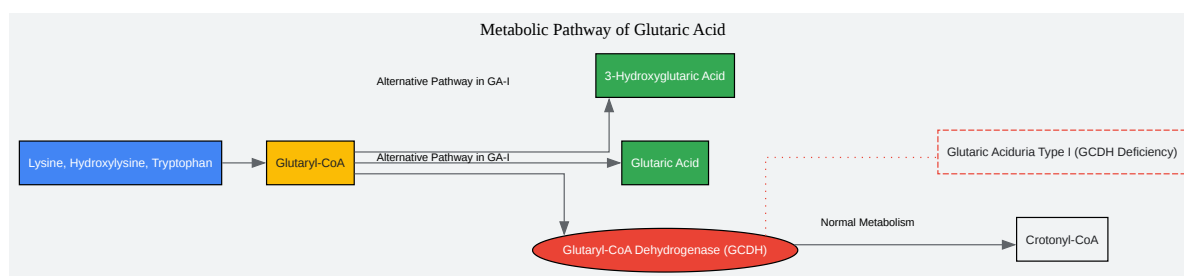 Metabolic Pathway of Glutaric Acid
Alternative Pathway in GA-I
3-Hydroxyglutaric Acid
Lysine, Hydroxylysine, Tryptophan
Glutaryl-CoA
Alternative Pathway in GA-I
Glutaric Acid
Glutaric Aciduria Type I (GCDH Deficiency)
Glutaryl-CoA Dehydrogenase (GCDH)
Normal Metabolism
Crotonyl-CoA